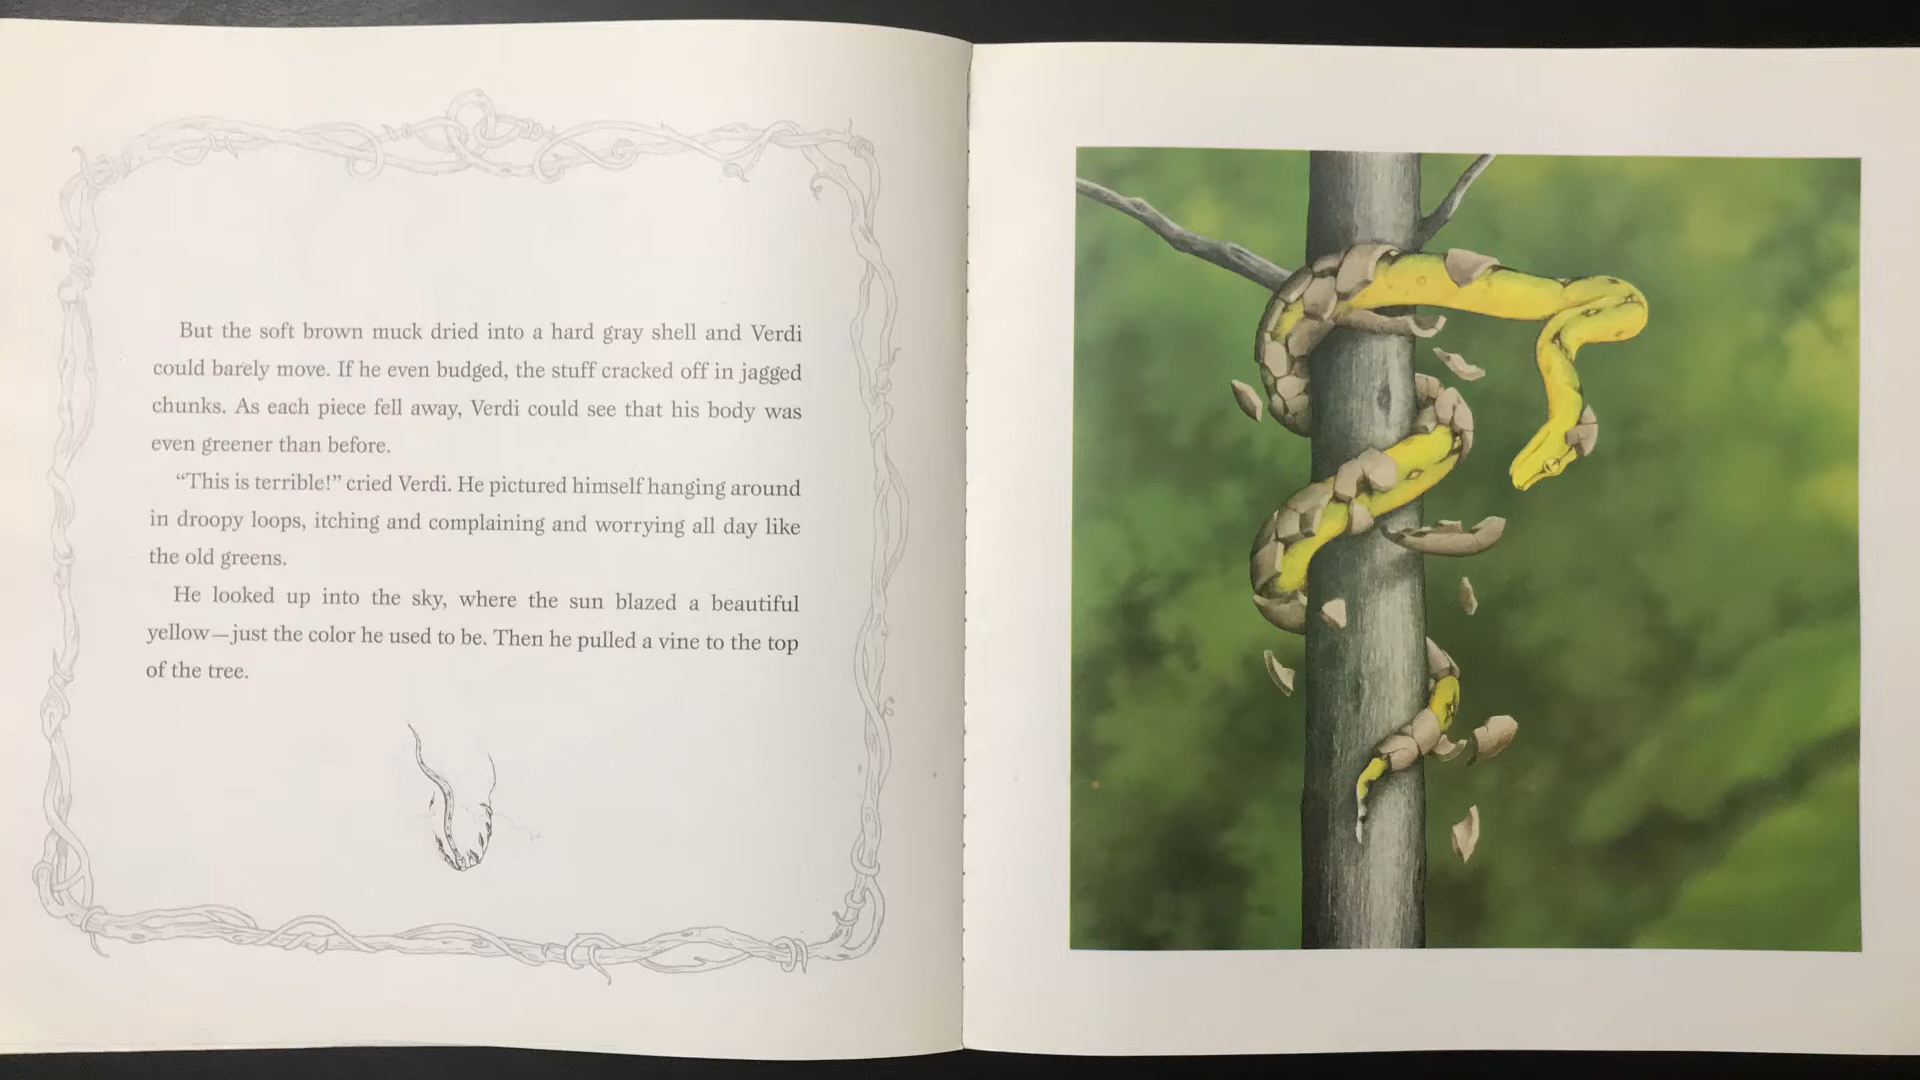 But the soft brown muck dried into a hard gray shell and Verdi
could barely move. If he even budged, the stuff cracked off in jagged
chunks. As each piece fell away, Verdi could see that his body was
even greener than before.
“This is terrible!” cried Verdi. He pictured himself hanging around
in droopy loops, itching and complaining and worrying all day like
the old greens.
He looked up into the sky, where the sun blazed a beautiful
yellow—just the color he used to be. Then he pulled a vine to the top
of the tree.